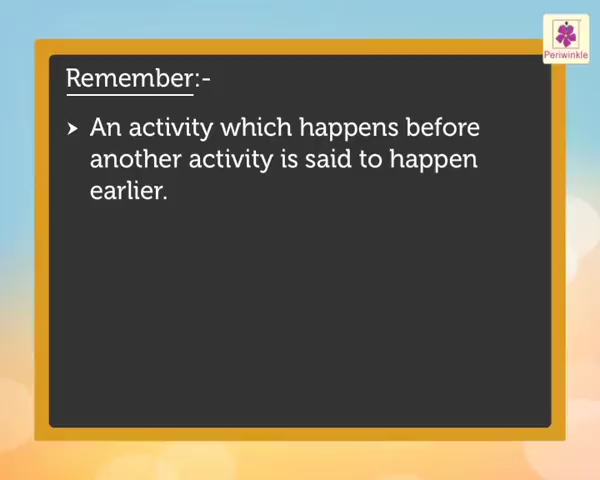 Periwinkle
Remember:-
➤ An activity which happens before
another activity is said to happen
earlier.